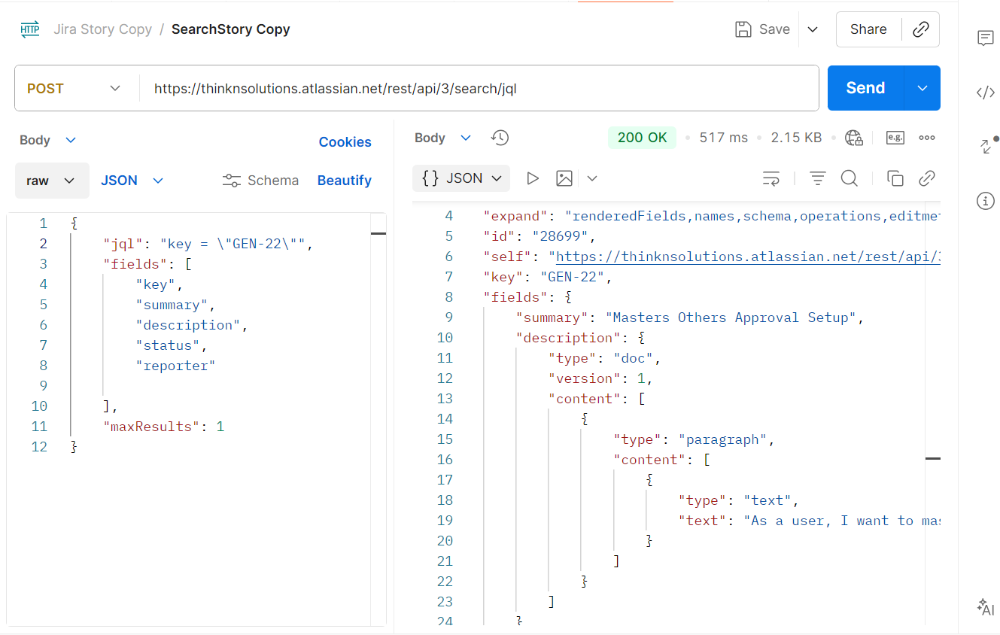 HTTP Jira Story Copy / SearchStory Copy Save Share
POST https://thinknsolutions.atlassian.net/rest/api/3/search/jql Send
Body Cookies
raw JSON Schema Beautify
1 {
2 "jql": "key = \"GEN-22\"",
3 "fields": [
4 "key",
5 "summary",
6 "description",
7 "status",
8 "reporter"
9
10 ],
11 "maxResults": 1
12 }
Body 200 OK • 517 ms • 2.15 KB • e.g.
{} JSON
4 "expand": "renderedFields,names,schema,operations,editmet
5 "id": "28699",
6 "self": "https://thinknsolutions.atlassian.net/rest/api/3
7 "key": "GEN-22",
8 "fields": {
9 "summary": "Masters Others Approval Setup",
10 "description": {
11 "type": "doc",
12 "version": 1,
13 "content": [
14 {
15 "type": "paragraph",
16 "content": [
17 {
18 "type": "text",
19 "text": "As a user, I want to mas
20 }
21 ]
22 }
23 ]
24 }
AI